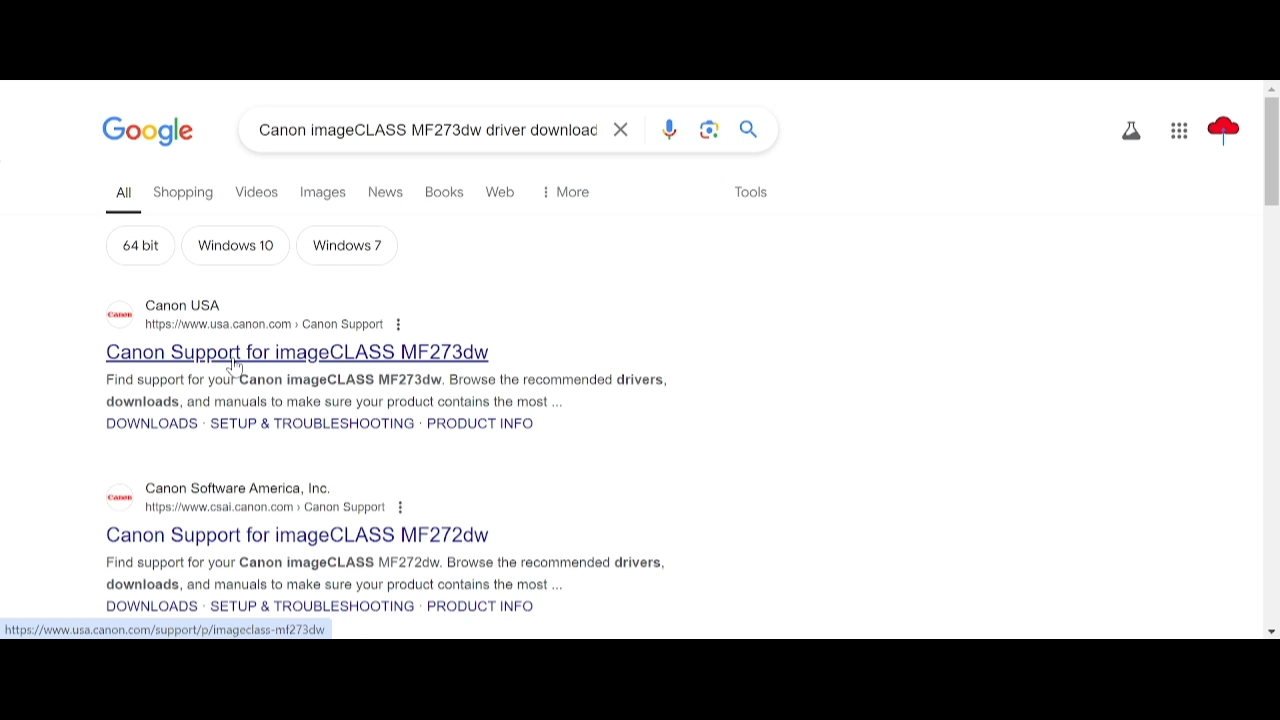 Google
Canon imageCLASS MF273dw driver download
All Shopping Videos Images News Books Web More Tools
64 bit Windows 10 Windows 7
Canon
Canon USA
https://www.usa.canon.com › Canon Support
Canon Support for imageCLASS MF273dw
Find support for your Canon imageCLASS MF273dw. Browse the recommended drivers,
downloads, and manuals to make sure your product contains the most ...
DOWNLOADS · SETUP & TROUBLESHOOTING · PRODUCT INFO
Canon
Canon Software America, Inc.
https://www.csai.canon.com › Canon Support
Canon Support for imageCLASS MF272dw
Find support for your Canon imageCLASS MF272dw. Browse the recommended drivers,
downloads, and manuals to make sure your product contains the most ...
DOWNLOADS · SETUP & TROUBLESHOOTING · PRODUCT INFO
https://www.usa.canon.com/support/p/imageclass-mf273dw